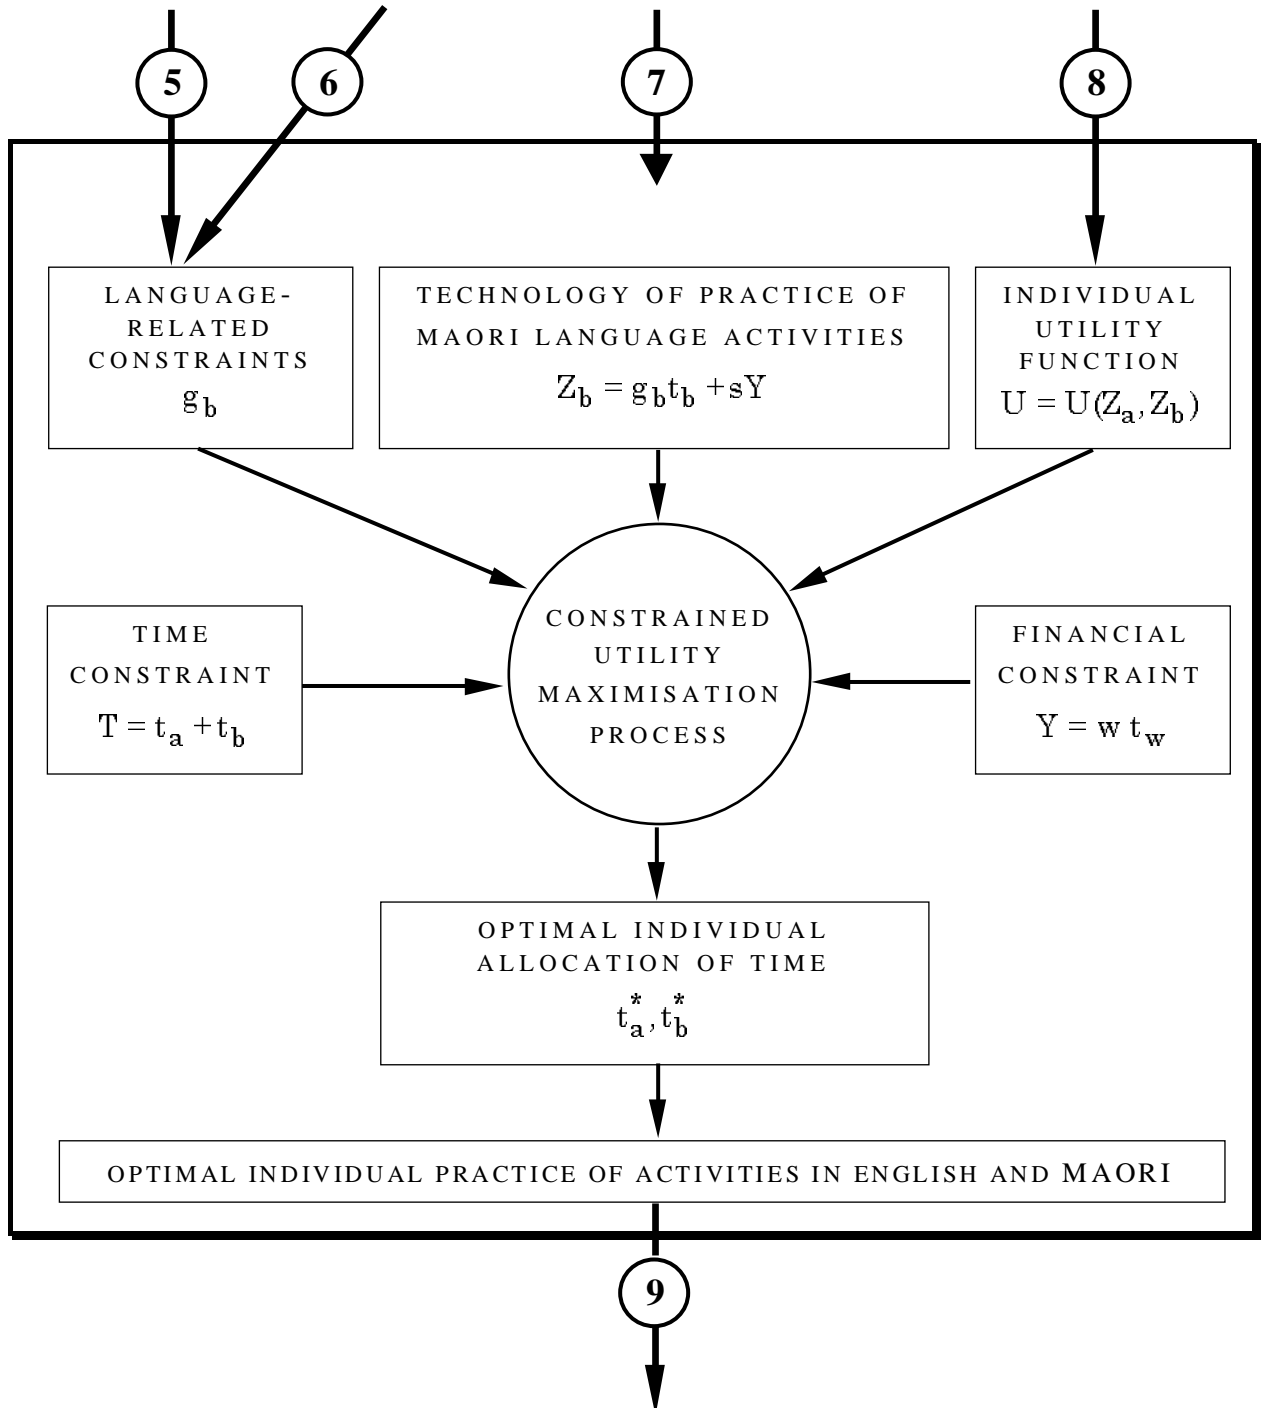 5
6
7
8
LANGUAGE-
RELATED
CONSTRAINTS
g_b
TECHNOLOGY OF PRACTICE OF
MAORI LANGUAGE ACTIVITIES
Z_b = g_b t_b + sY
INDIVIDUAL
UTILITY
FUNCTION
U = U(Z_a, Z_b)
TIME
CONSTRAINT
T = t_a + t_b
CONSTRAINED
UTILITY
MAXIMISATION
PROCESS
FINANCIAL
CONSTRAINT
Y = w t_w
OPTIMAL INDIVIDUAL
ALLOCATION OF TIME
t_a^*, t_b^*
OPTIMAL INDIVIDUAL PRACTICE OF ACTIVITIES IN ENGLISH AND MAORI
9